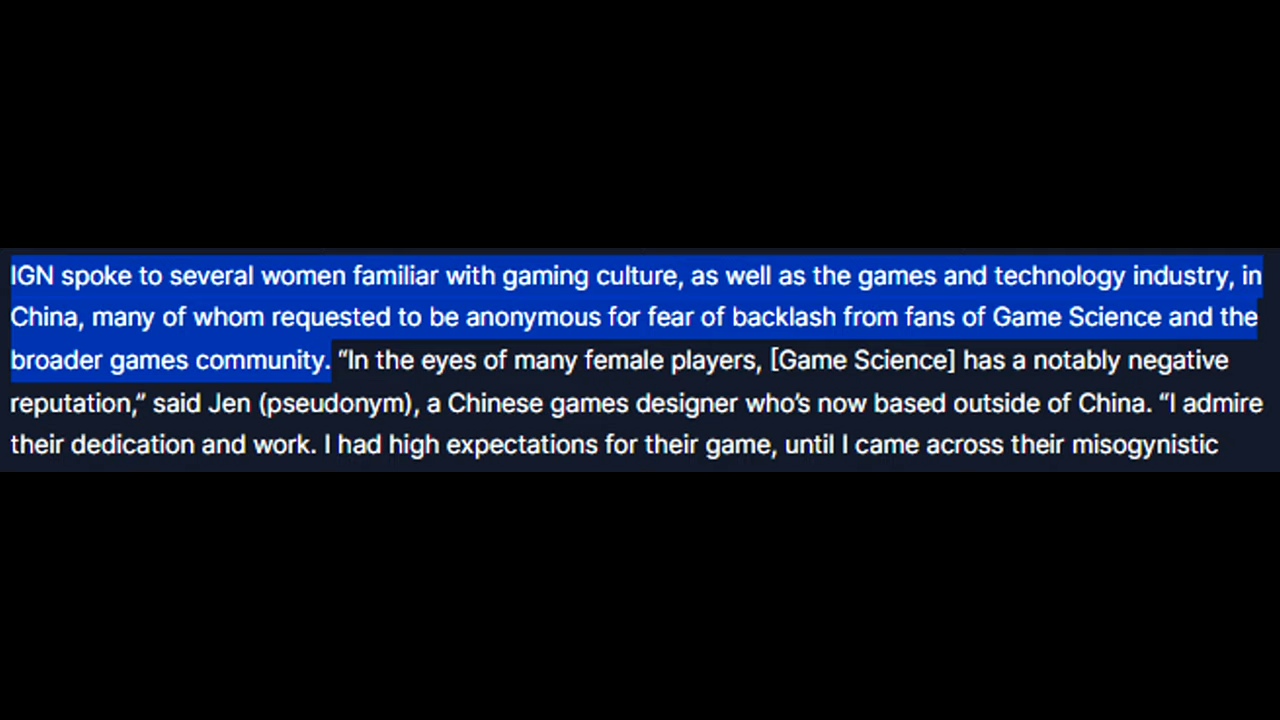 IGN spoke to several women familiar with gaming culture, as well as the games and technology industry, in
China, many of whom requested to be anonymous for fear of backlash from fans of Game Science and the
broader games community. “In the eyes of many female players, [Game Science] has a notably negative
reputation,” said Jen (pseudonym), a Chinese games designer who’s now based outside of China. “I admire
their dedication and work. I had high expectations for their game, until I came across their misogynistic